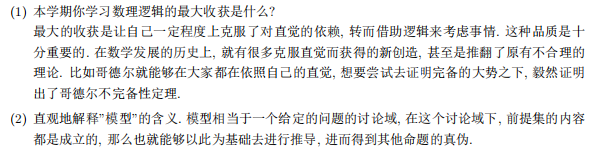 (1) 本学期你学习数理逻辑的最大收获是什么?
最大的收获是让自己一定程度上克服了对直觉的依赖, 转而借助逻辑来考虑事情. 这种品质是十
分重要的. 在数学发展的历史上, 就有很多克服直觉而获得的新创造, 甚至是推翻了原有不合理的
理论. 比如哥德尔就能够在大家都在依照自己的直觉, 想要尝试去证明完备的大势之下, 毅然证明
出了哥德尔不完备性定理.
(2) 直观地解释"模型"的含义. 模型相当于一个给定的问题的讨论域, 在这个讨论域下, 前提集的内容
都是成立的, 那么也就能够以此为基础去进行推导, 进而得到其他命题的真伪.